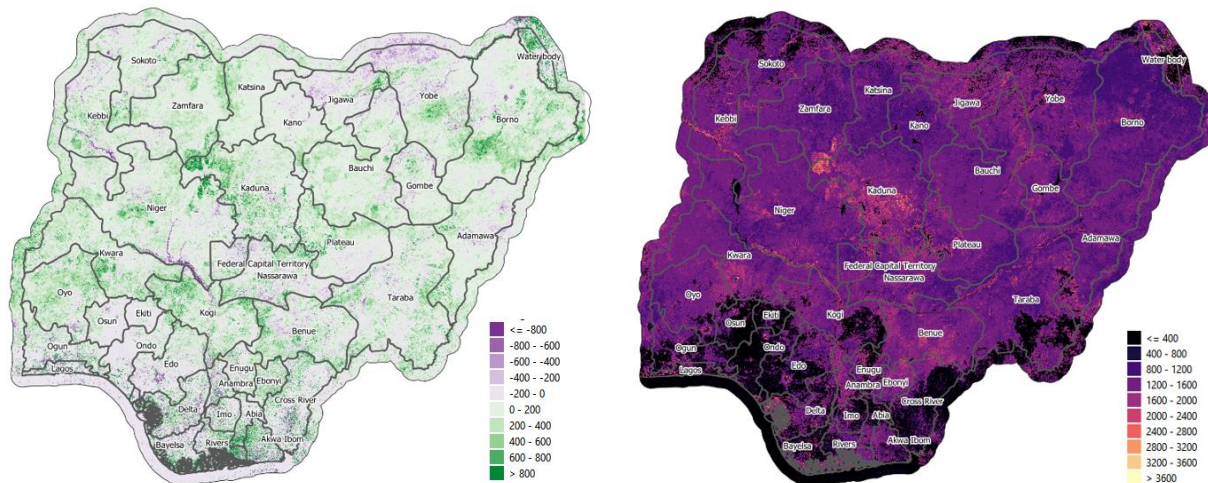 Water body
Sokoto
Katsina
Jigawa
Yobe
Zamfara
Kebbi
Kano
Borno
Bauchi
Gombe
Kaduna
Niger
Plateau
Adamawa
Kwara
Federal Capital Territory
Nassarawa
Oyo
Taraba
Kogi
Osun
Ekiti
Benue
Ogun
Ondo
Lagos
Edo
Enugu
Anambra
Ebonyi
Cross River
Delta
Imo
Abia
Bayelsa
Rivers
Akwa Ibom
<= -800
-800 - -600
-600 - -400
-400 - -200
-200 - 0
0 - 200
200 - 400
400 - 600
600 - 800
> 800
Water body
Sokoto
Katsina
Jigawa
Yobe
Zamfara
Kebbi
Kano
Borno
Bauchi
Gombe
Kaduna
Niger
Plateau
Adamawa
Kwara
Federal Capital Territory
Nassarawa
Oyo
Taraba
Kogi
Osun
Ekiti
Benue
Ogun
Ondo
Lagos
Edo
Enugu
Anambra
Ebonyi
Cross River
Delta
Imo
Abia
Bayelsa
Rivers
Akwa Ibom
<= 400
400 - 800
800 - 1200
1200 - 1600
1600 - 2000
2000 - 2400
2400 - 2800
2800 - 3200
3200 - 3600
> 3600